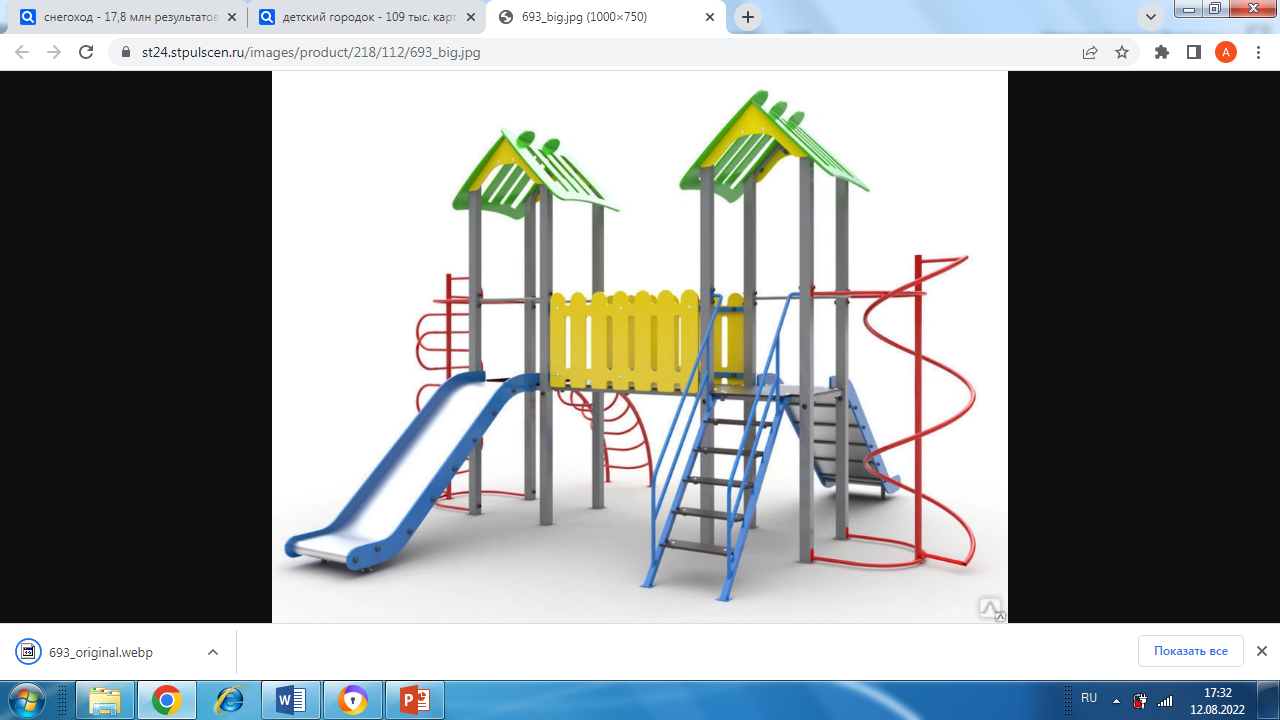 снегоход - 17,8 млн результатов
детский городок - 109 тыс. карт
693_big.jpg (1000×750)
st24.stpulscen.ru/images/product/218/112/693_big.jpg
A
693_original.webp
Показать все
RU
17:32
12.08.2022